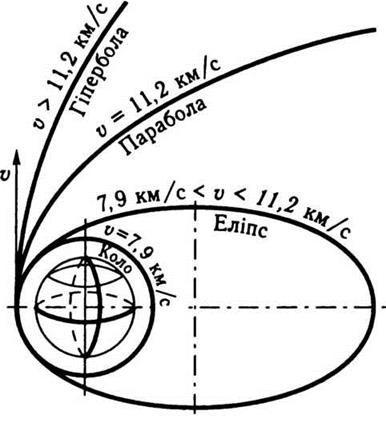 υ > 11,2 км/с
Гіпербола
υ = 11,2 км/с
Парабола
υ
7,9 км/с < υ < 11,2 км/с
Еліпс
υ=7,9 км/с
Коло